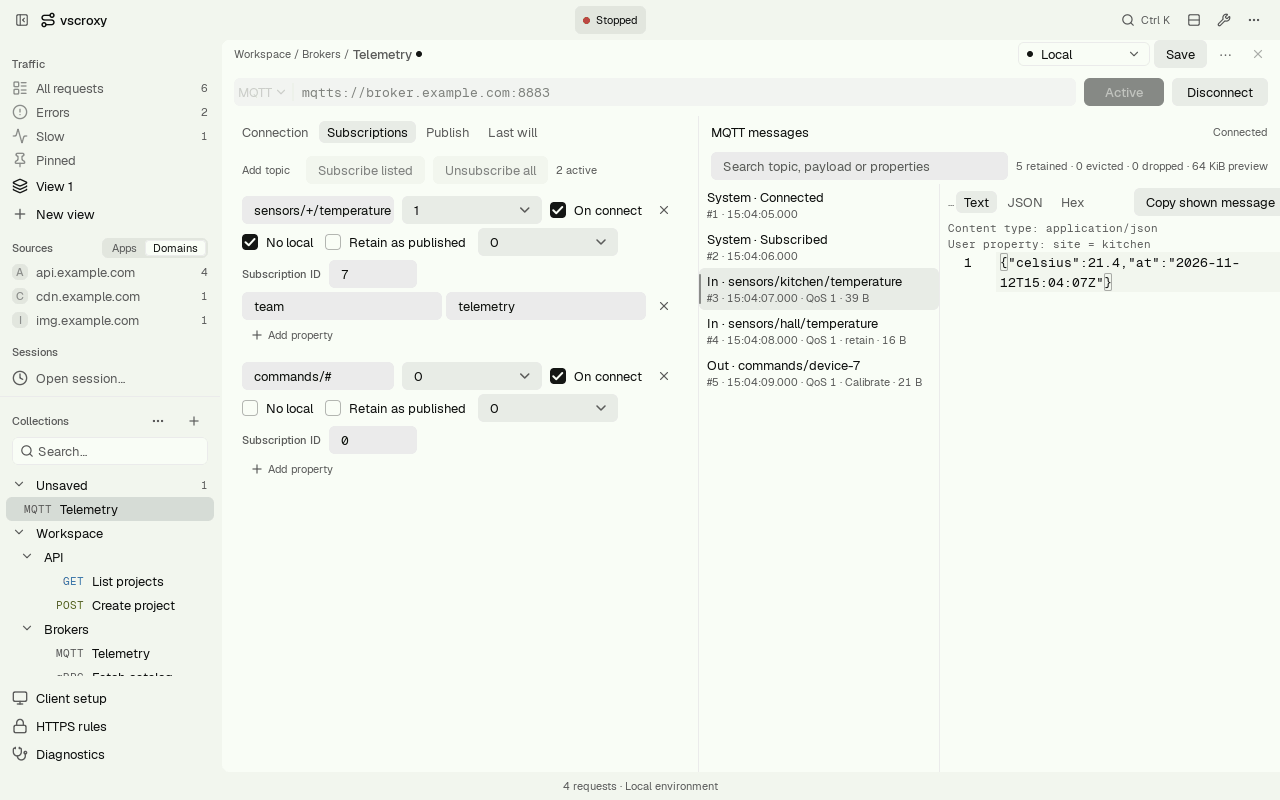 vscroxy
Stopped
Ctrl K
Traffic
All requests 6
Errors 2
Slow 1
Pinned
View 1
New view
Sources Apps Domains
A api.example.com 4
C cdn.example.com 1
I img.example.com 1
Sessions
Open session…
Collections
Search…
Unsaved 1
MQTT Telemetry
Workspace
API
GET List projects
POST Create project
Brokers
MQTT Telemetry
Client setup
HTTPS rules
Diagnostics
Workspace / Brokers / Telemetry
Local
Save
MQTT mqtts://broker.example.com:8883
Active
Disconnect
Connection Subscriptions Publish Last will
Add topic Subscribe listed Unsubscribe all 2 active
sensors/+/temperature 1 On connect
No local Retain as published 0
Subscription ID 7
team telemetry
Add property
commands/# 0 On connect
No local Retain as published 0
Subscription ID 0
Add property
MQTT messages Connected
Search topic, payload or properties 5 retained · 0 evicted · 0 dropped · 64 KiB preview
System · Connected
#1 · 15:04:05.000
System · Subscribed
#2 · 15:04:06.000
In · sensors/kitchen/temperature
#3 · 15:04:07.000 · QoS 1 · 39 B
In · sensors/hall/temperature
#4 · 15:04:08.000 · QoS 1 · retain · 16 B
Out · commands/device-7
#5 · 15:04:09.000 · QoS 1 · Calibrate · 21 B
Text JSON Hex Copy shown message
Content type: application/json
User property: site = kitchen
1 {"celsius":21.4,"at":"2026-11-
12T15:04:07Z"}
4 requests · Local environment